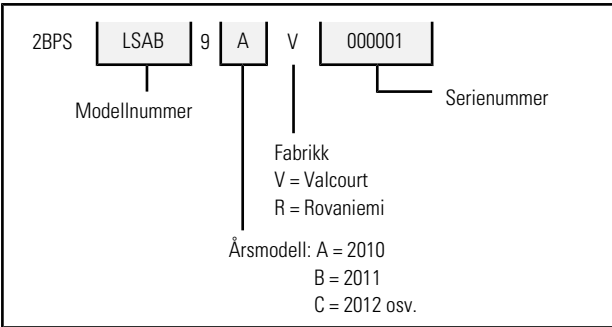 2BPS LSAB 9 A V 000001
Modellnummer
Serienummer
Fabrikk
V = Valcourt
R = Rovaniemi
Årsmodell: A = 2010
B = 2011
C = 2012 osv.